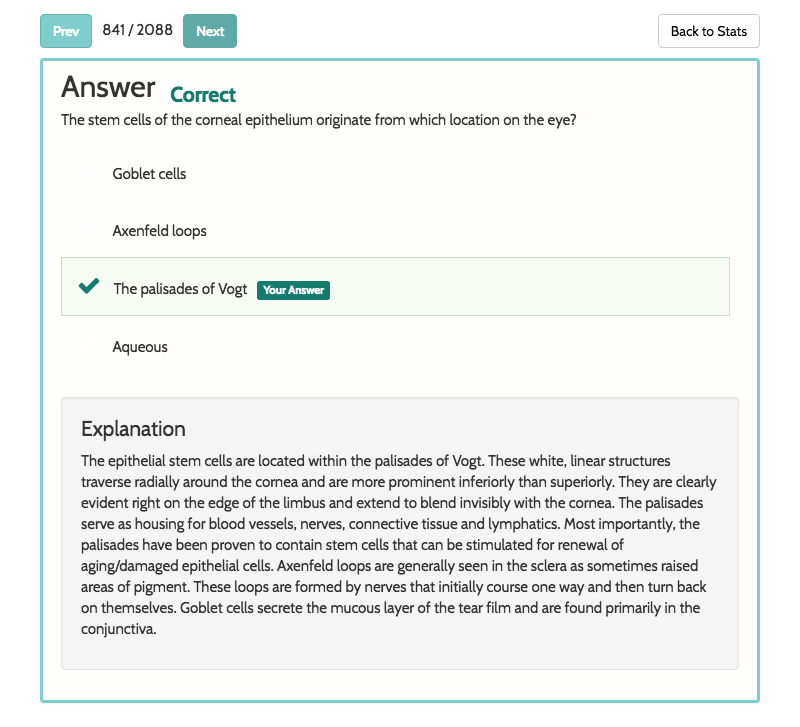 Prev 841 / 2088 Next Back to Stats
Answer Correct
The stem cells of the corneal epithelium originate from which location on the eye?
Goblet cells
Axenfeld loops
The palisades of Vogt Your Answer
Aqueous
Explanation
The epithelial stem cells are located within the palisades of Vogt. These white, linear structures
traverse radially around the cornea and are more prominent inferiorly than superiorly. They are clearly
evident right on the edge of the limbus and extend to blend invisibly with the cornea. The palisades
serve as housing for blood vessels, nerves, connective tissue and lymphatics. Most importantly, the
palisades have been proven to contain stem cells that can be stimulated for renewal of
aging/damaged epithelial cells. Axenfeld loops are generally seen in the sclera as sometimes raised
areas of pigment. These loops are formed by nerves that initially course one way and then turn back
on themselves. Goblet cells secrete the mucous layer of the tear film and are found primarily in the
conjunctiva.